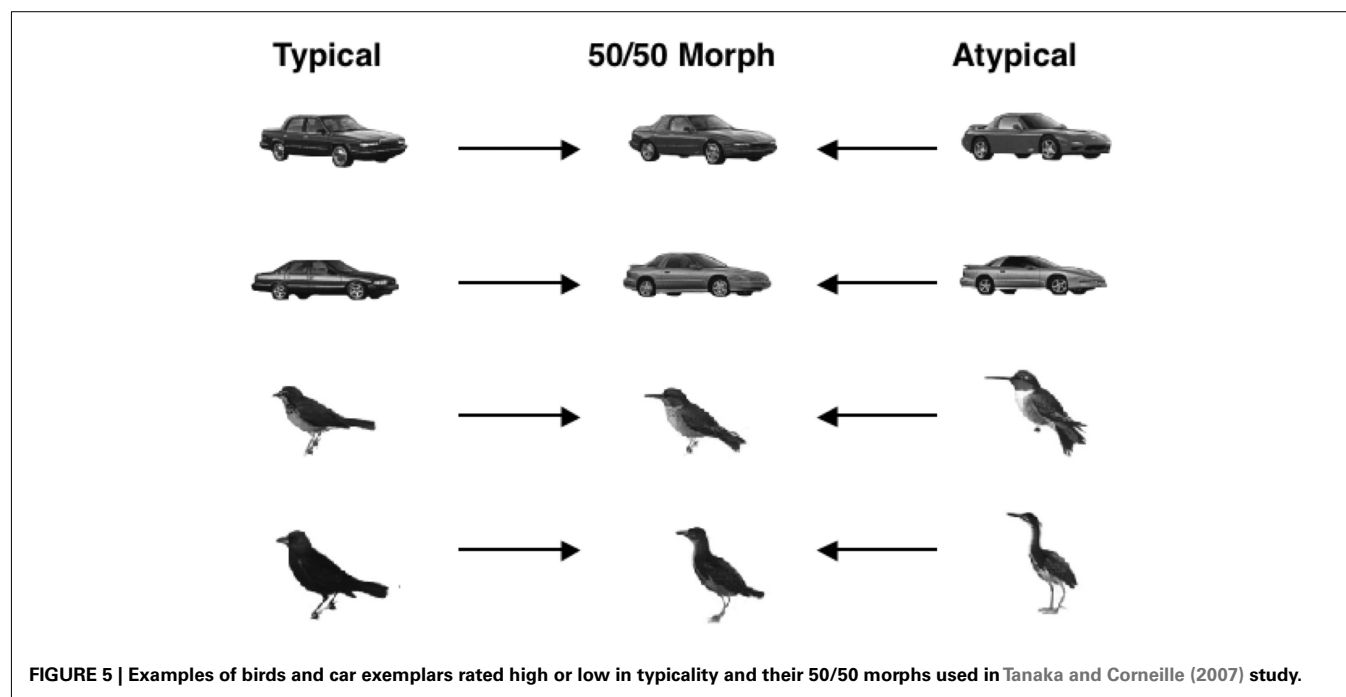 Typical 50/50 Morph Atypical
FIGURE 5 | Examples of birds and car exemplars rated high or low in typicality and their 50/50 morphs used in Tanaka and Corneille (2007) study.